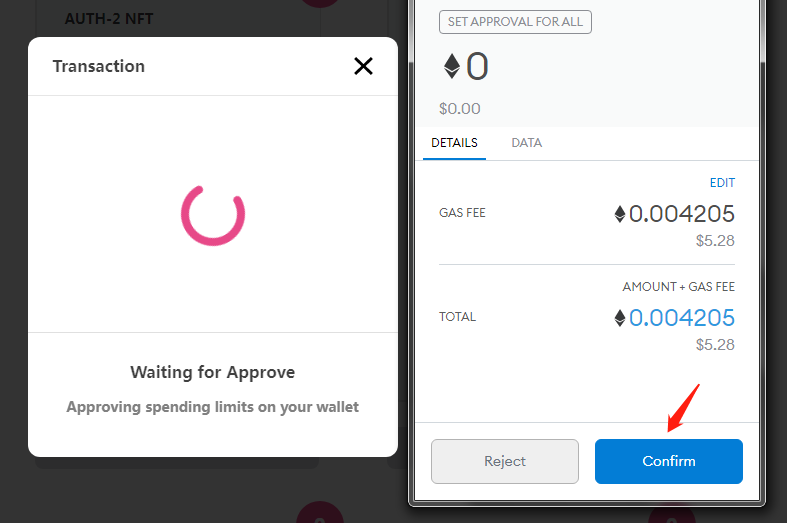 AUTH-2 NFT
Transaction
Waiting for Approve
Approving spending limits on your wallet
SET APPROVAL FOR ALL
0
$0.00
DETAILS DATA
EDIT
GAS FEE 0.004205
$5.28
AMOUNT + GAS FEE
TOTAL 0.004205
$5.28
Reject Confirm